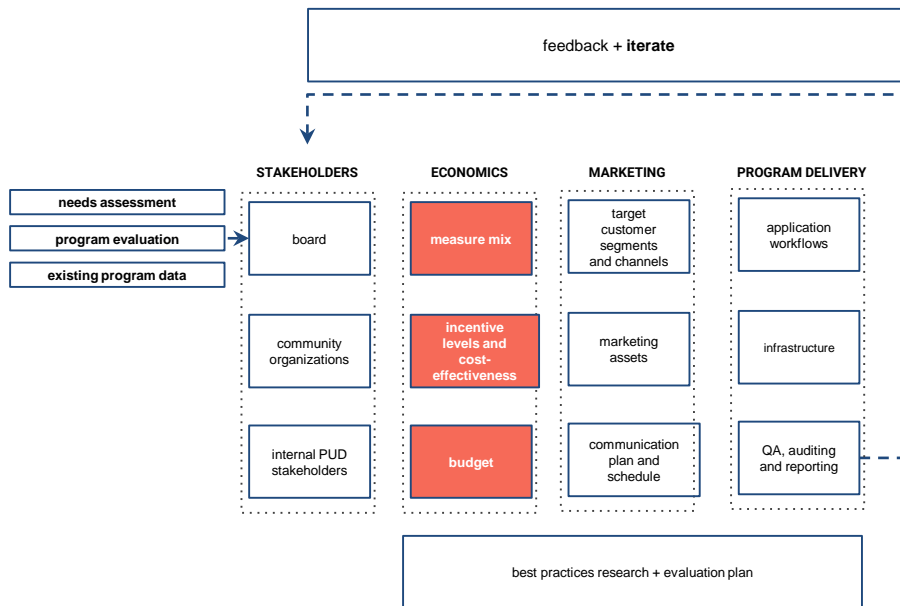 feedback + iterate
STAKEHOLDERS
ECONOMICS
MARKETING
PROGRAM DELIVERY
needs assessment
program evaluation
existing program data
board
measure mix
target
customer
segments
and channels
application
workflows
community
organizations
incentive
levels and
cost-
effectiveness
marketing
assets
infrastructure
internal PUD
stakeholders
budget
communication
plan and
schedule
QA, auditing
and reporting
best practices research + evaluation plan